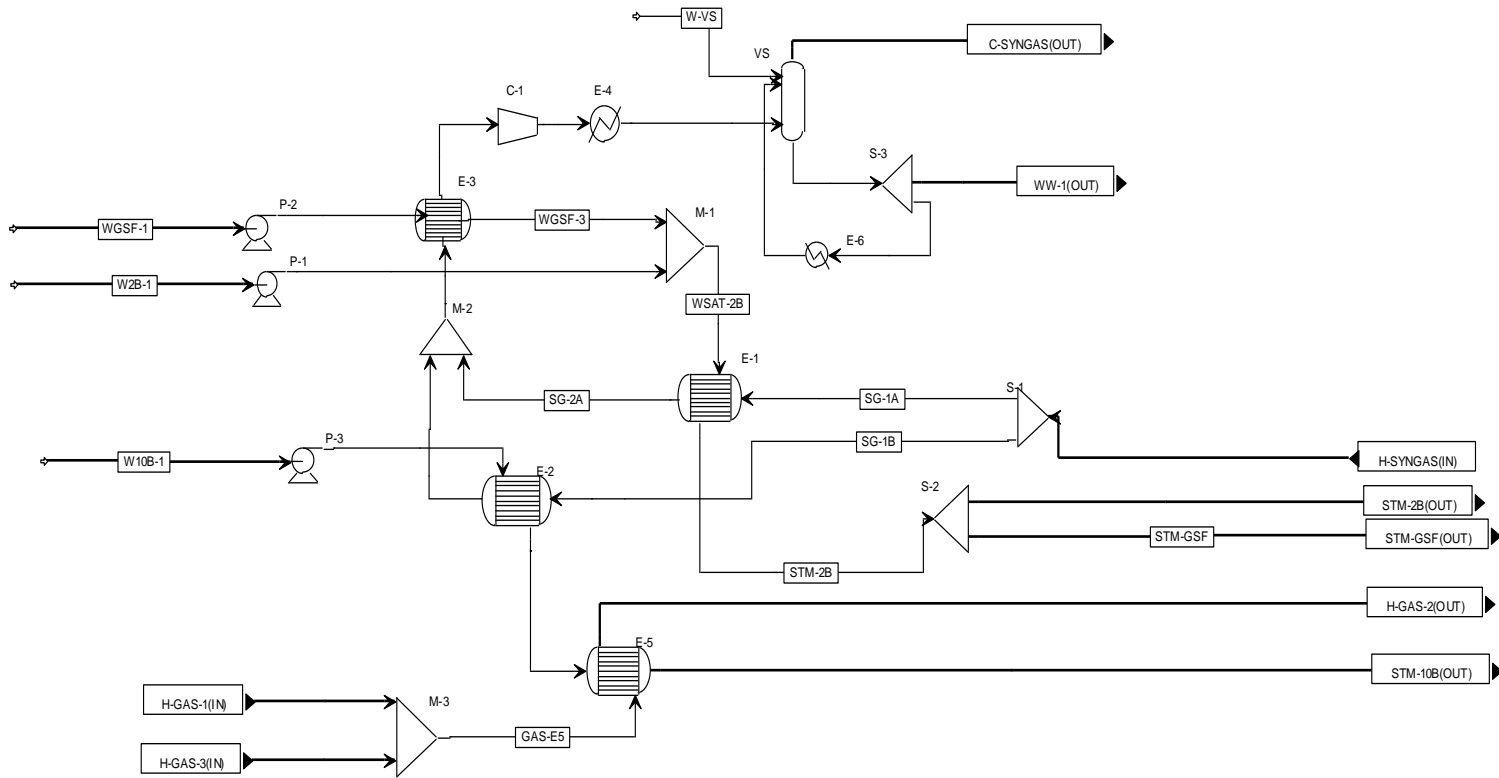 W-VS
VS
C-SYNGAS(OUT)
C-1
E-4
S-3
E-3
WW-1(OUT)
P-2
WGSF-1
WGSF-3
M-1
E-6
P-1
W2B-1
WSAT-2B
M-2
E-1
S-1
SG-2A
SG-1A
P-3
SG-1B
W10B-1
E-2
H-SYNGAS(IN)
S-2
STM-2B(OUT)
STM-GSF
STM-GSF(OUT)
STM-2B
H-GAS-2(OUT)
E-5
STM-10B(OUT)
H-GAS-1(IN)
M-3
GAS-E5
H-GAS-3(IN)